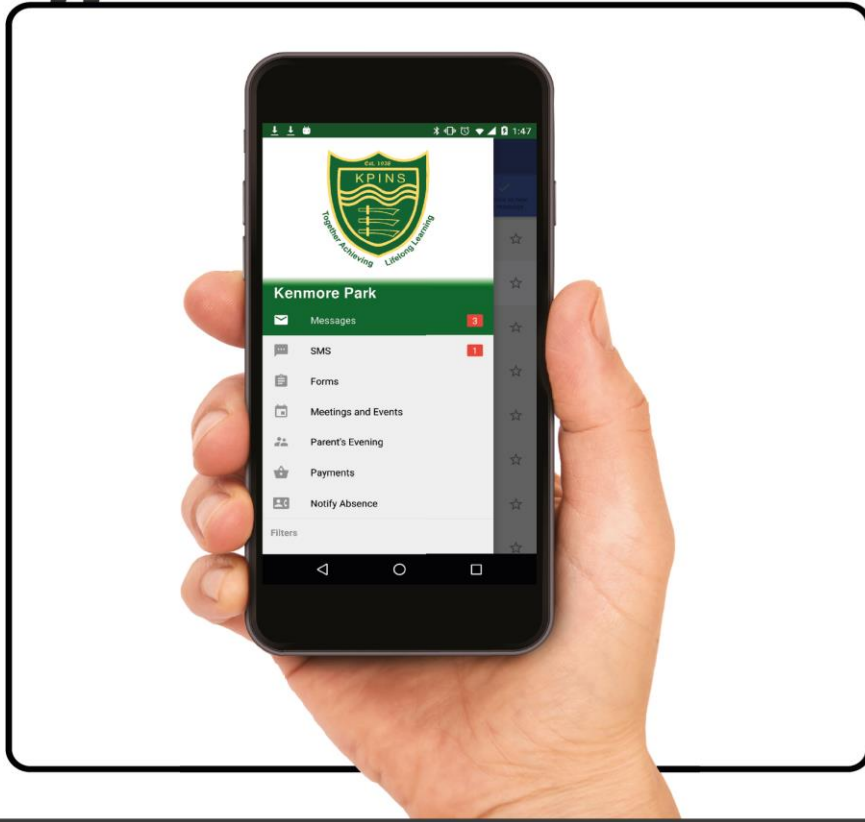 1:47
Est. 1938
KPINS
Together Achieving Lifelong Learning
Kenmore Park
Messages 3
SMS 1
Forms
Meetings and Events
Parent's Evening
Payments
Notify Absence
Filters